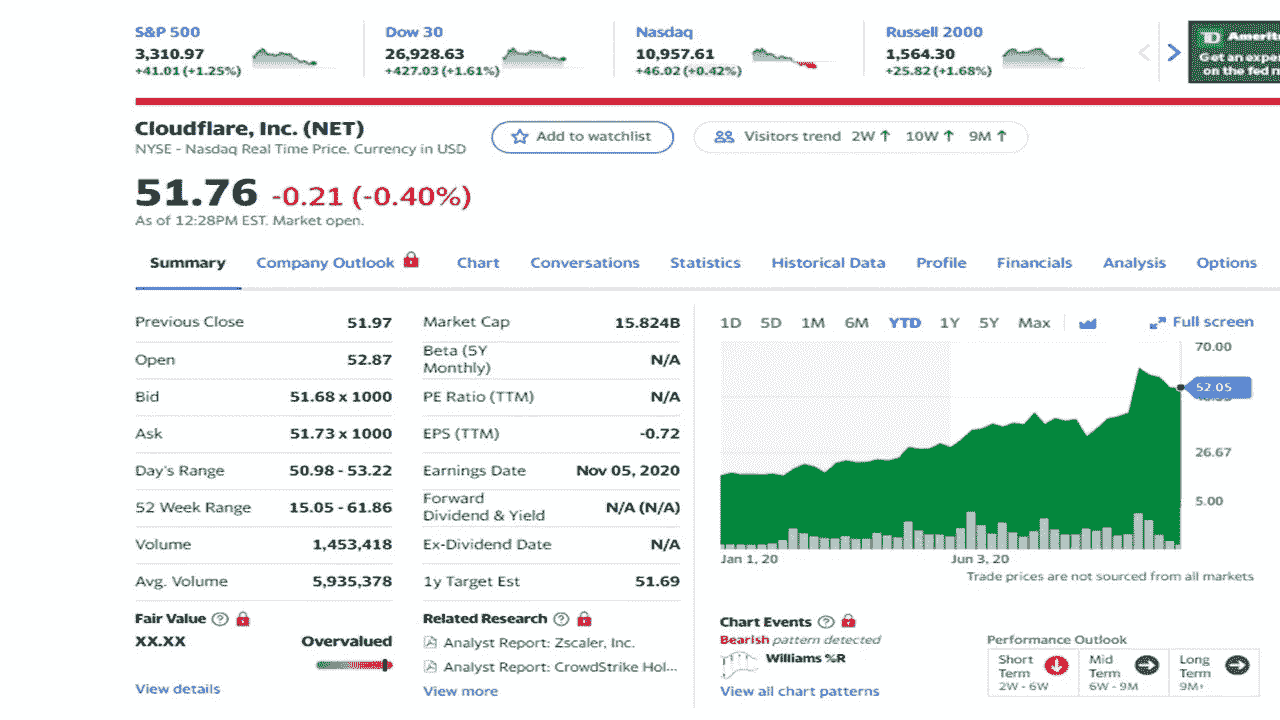 S&P 500
3,310.97
+41.01 (+1.25%)
Dow 30
26,928.63
+427.03 (+1.61%)
Nasdaq
10,957.61
+46.02 (+0.42%)
Russell 2000
1,564.30
+25.82 (+1.68%)
Cloudflare, Inc. (NET)
NYSE - Nasdaq Real Time Price. Currency in USD
Add to watchlist
Visitors trend 2W ↑ 10W ↑ 9M ↑
51.76 -0.21 (-0.40%)
As of 12:28PM EST. Market open.
Summary Company Outlook Chart Conversations Statistics Historical Data Profile Financials Analysis Options
Previous Close 51.97
Open 52.87
Bid 51.68 x 1000
Ask 51.73 x 1000
Day's Range 50.98 - 53.22
52 Week Range 15.05 - 61.86
Volume 1,453,418
Avg. Volume 5,935,378
Market Cap 15.824B
Beta (5Y
Monthly) N/A
PE Ratio (TTM) N/A
EPS (TTM) -0.72
Earnings Date Nov 05, 2020
Forward
Dividend & Yield N/A (N/A)
Ex-Dividend Date N/A
1y Target Est 51.69
1D 5D 1M 6M YTD 1Y 5Y Max Full screen
70.00
52.05
26.67
5.00
Jan 1, 20 Jun 3, 20
Trade prices are not sourced from all markets
Fair Value
XX.XX Overvalued
View details
Related Research
Analyst Report: Zscaler, Inc.
Analyst Report: CrowdStrike Hol...
View more
Chart Events
Bearish pattern detected
Williams %R
View all chart patterns
Performance Outlook
Short
Term
2W - 6W
Mid
Term
6W - 9M
Long
Term
9M+